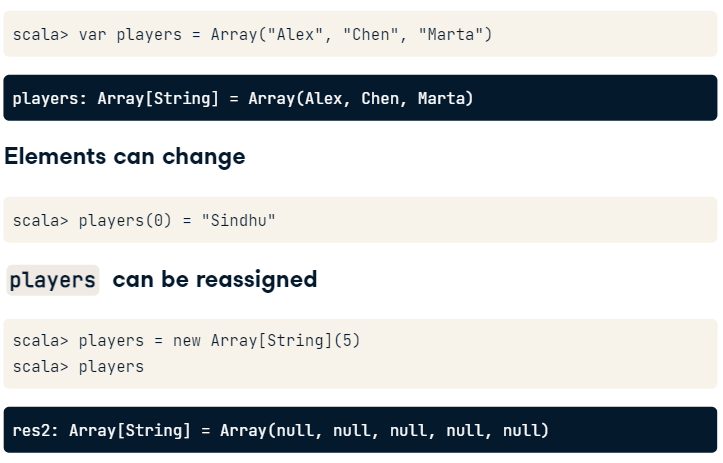 scala> var players = Array("Alex", "Chen", "Marta")
players: Array[String] = Array(Alex, Chen, Marta)
Elements can change
scala> players(0) = "Sindhu"
players can be reassigned
scala> players = new Array[String](5)
scala> players
res2: Array[String] = Array(null, null, null, null, null)